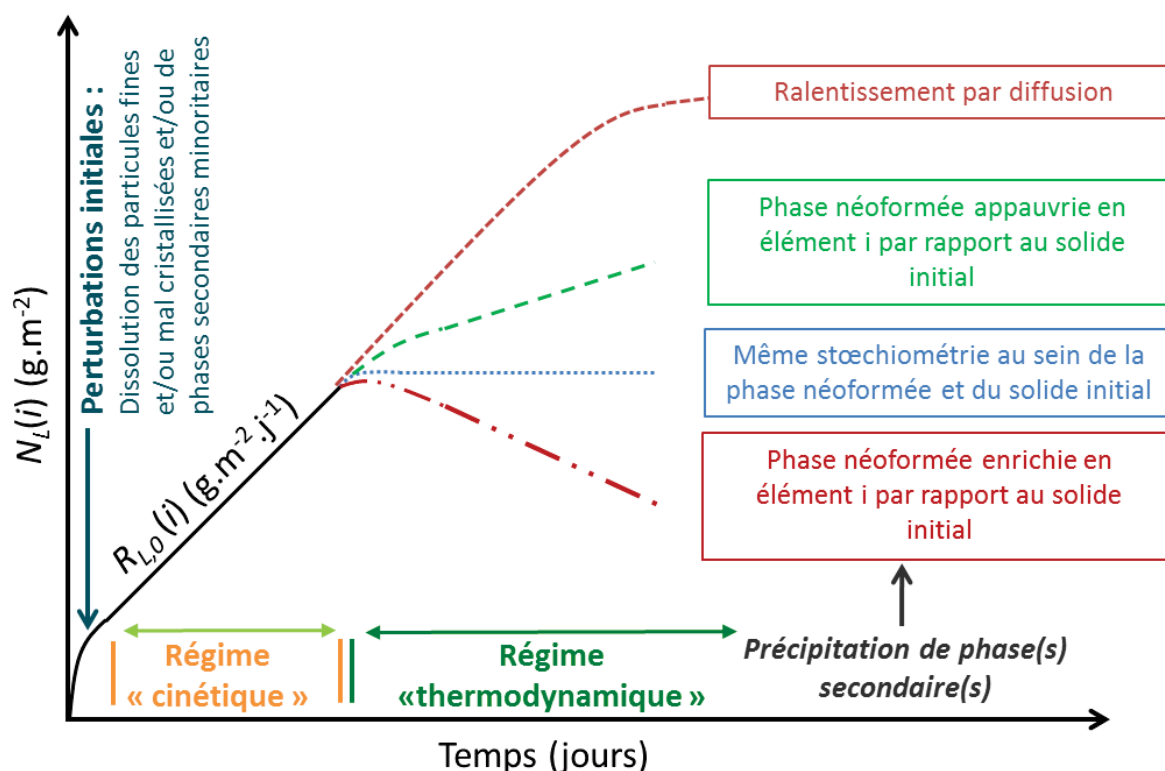 N_L(i) (g.m-2)
Perturbations initiales :
Dissolution des particules fines
et/ou mal cristallisées et/ou de
phases secondaires minoritaires
R_L,0(i) (g.m-2.j-1)
Ralentissement par diffusion
Phase néoformée appauvrie en
élément i par rapport au solide
initial
Même stœchiométrie au sein de la
phase néoformée et du solide initial
Phase néoformée enrichie en
élément i par rapport au solide
initial
Précipitation de phase(s)
secondaire(s)
Régime
« cinétique »
Régime
«thermodynamique »
Temps (jours)